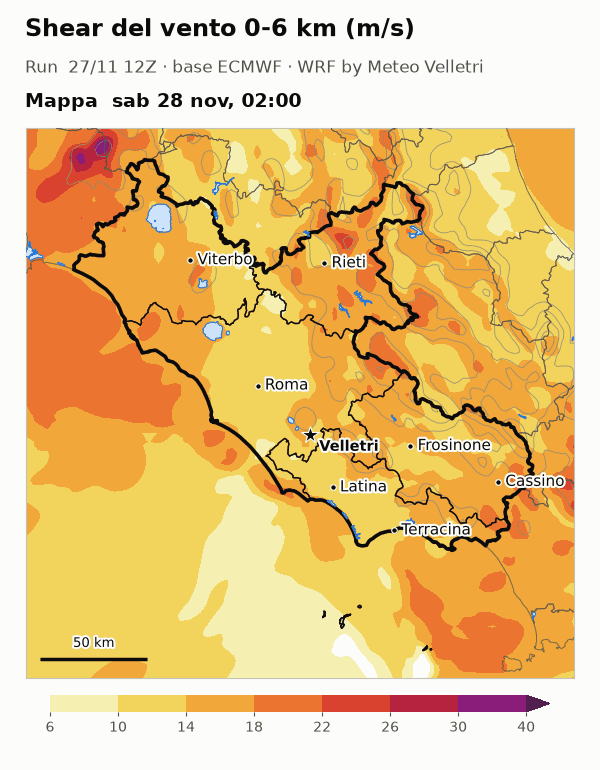 Shear del vento 0-6 km (m/s)
Run  27/11 12Z · base ECMWF · WRF by Meteo Velletri
Mappa  sab 28 nov, 02:00
Viterbo
Rieti
Roma
Velletri
Frosinone
Cassino
Latina
Terracina
50 km
6 10 14 18 22 26 30 40